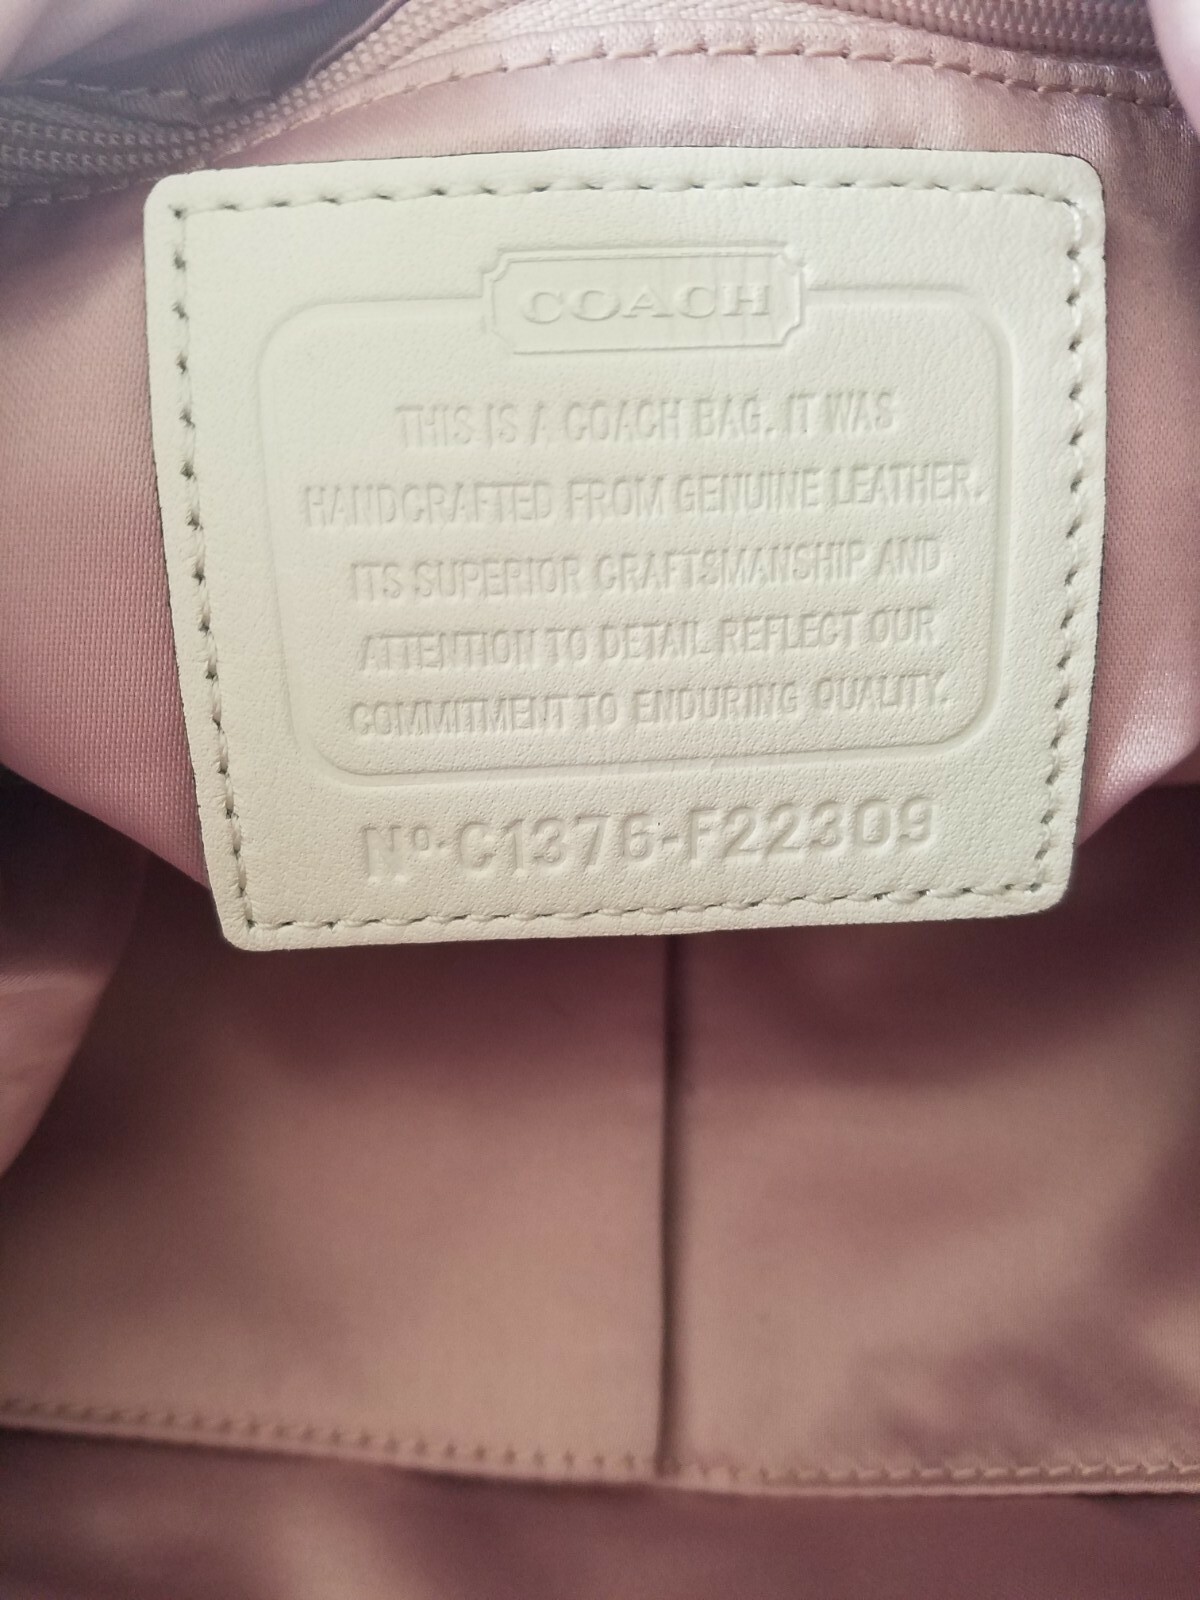 COACH
THIS IS A COACH BAG. IT WAS
HANDCRAFTED FROM GENUINE LEATHER.
ITS SUPERIOR CRAFTSMANSHIP AND
ATTENTION TO DETAIL REFLECT OUR
COMMITMENT TO ENDURING QUALITY.
Nº·C1376-F22309